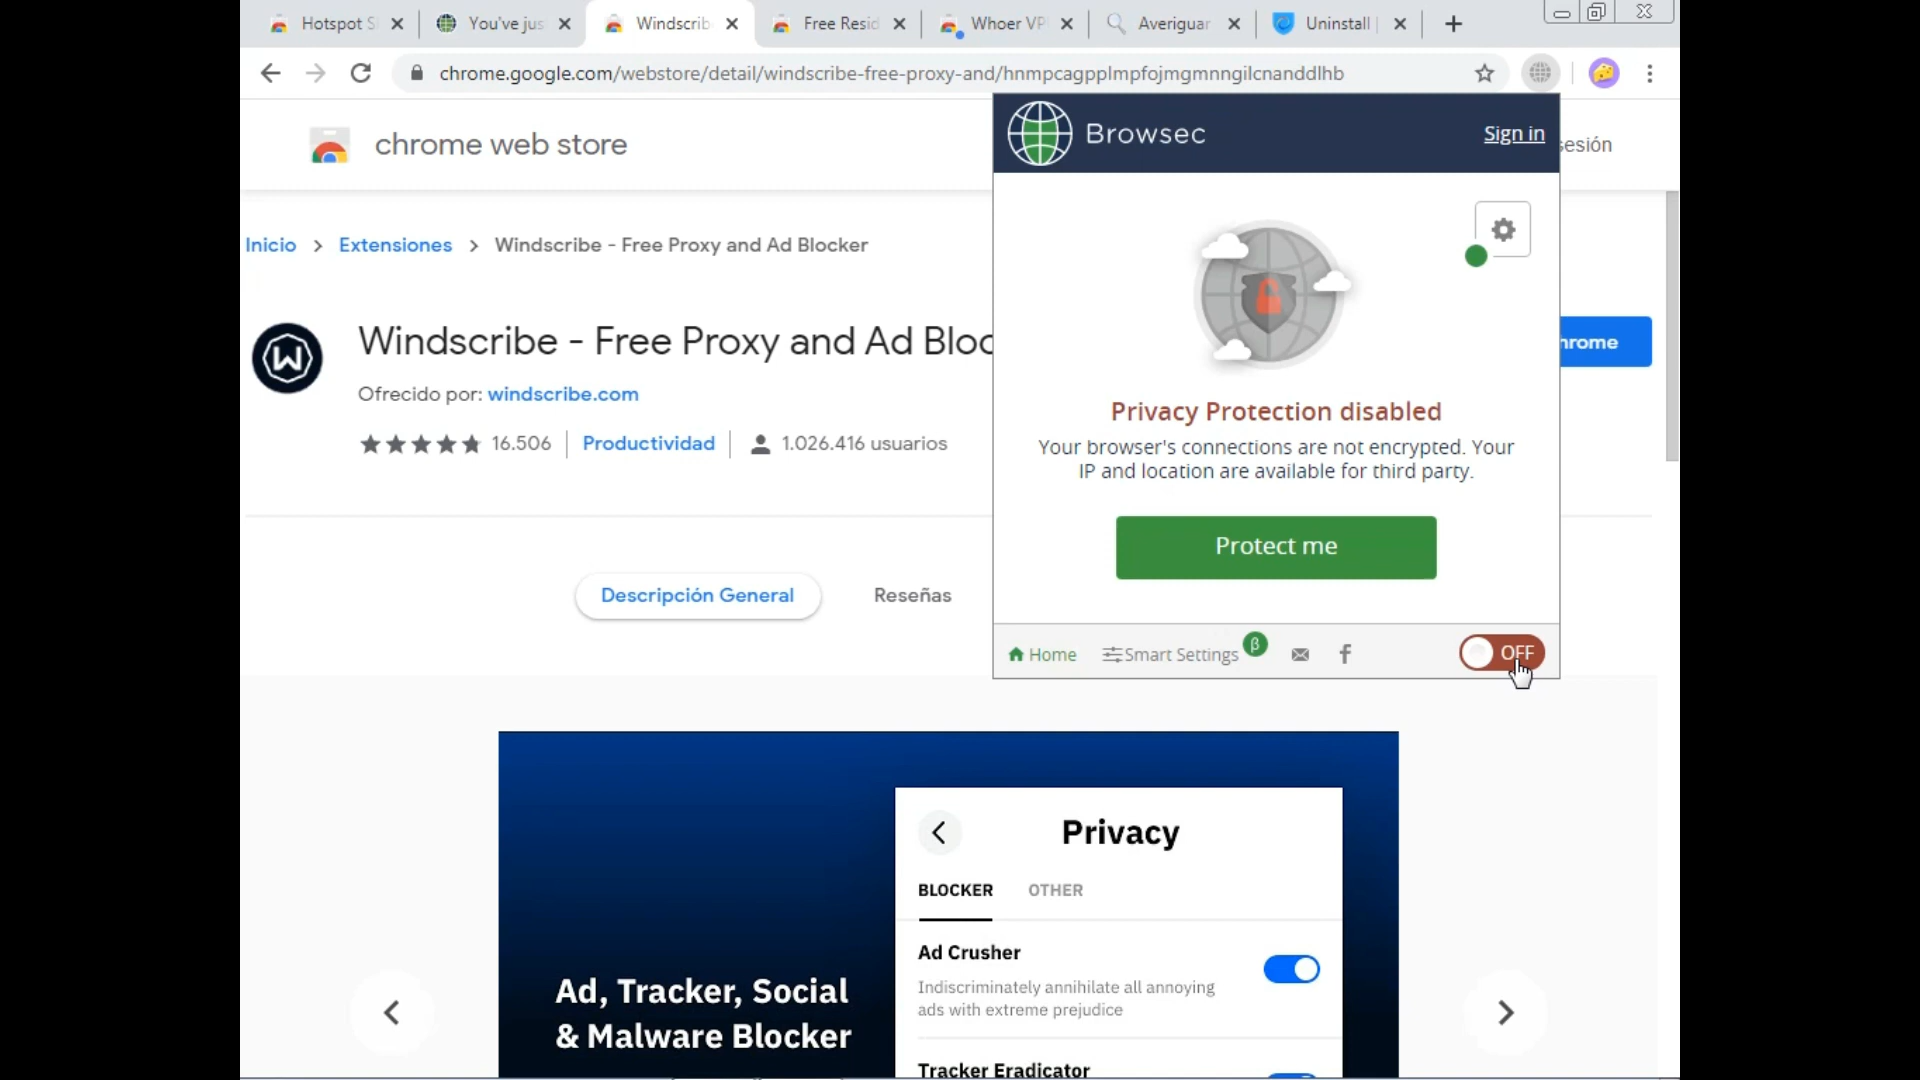 Hotspot S
You've jus
Windscrib
Free Resid
Whoer VP
Averiguar
Uninstall
chrome.google.com/webstore/detail/windscribe-free-proxy-and/hnmpcagpplmpfojmgmnngilcnanddlhb
chrome web store
Browsec
Sign in
sesión
Inicio > Extensiones > Windscribe - Free Proxy and Ad Blocker
Windscribe - Free Proxy and Ad Bloc
hrome
Ofrecido por: windscribe.com
16.506
Productividad
1.026.416 usuarios
Privacy Protection disabled
Your browser's connections are not encrypted. Your
IP and location are available for third party.
Protect me
Descripción General
Reseñas
Home
Smart Settings β
OFF
Privacy
BLOCKER OTHER
Ad Crusher
Indiscriminately annihilate all annoying
ads with extreme prejudice
Ad, Tracker, Social
& Malware Blocker
Tracker Eradicator